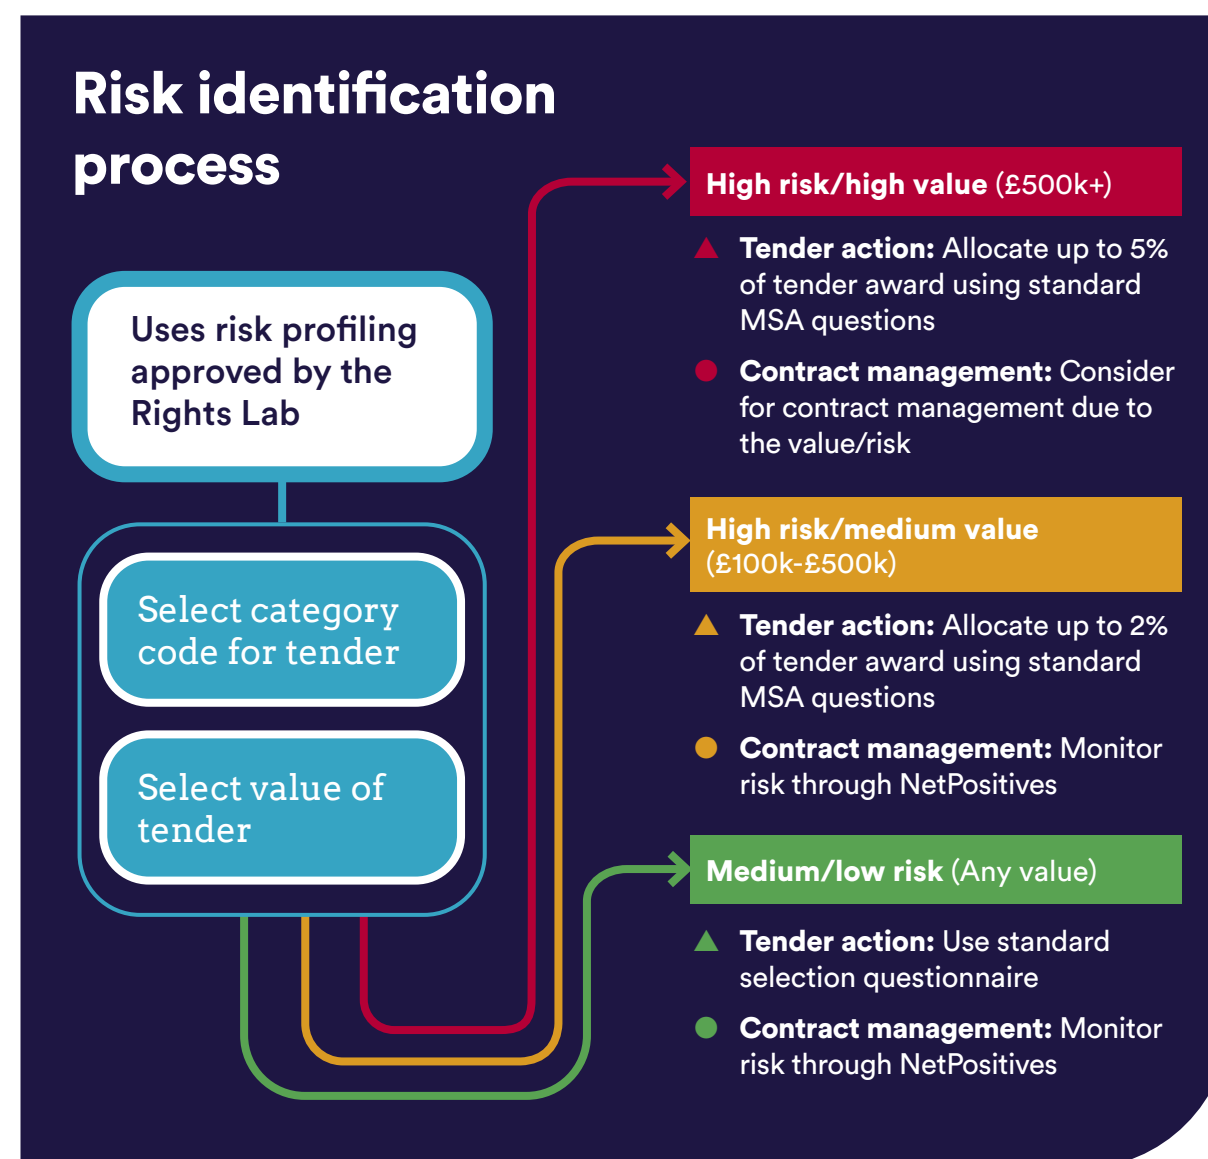 Risk identification
process
Uses risk profiling
approved by the
Rights Lab
Select category
code for tender
Select value of
tender
High risk/high value (£500k+)
Tender action: Allocate up to 5%
of tender award using standard
MSA questions
Contract management: Consider
for contract management due to
the value/risk
High risk/medium value
(£100k-£500k)
Tender action: Allocate up to 2%
of tender award using standard
MSA questions
Contract management: Monitor
risk through NetPositives
Medium/low risk (Any value)
Tender action: Use standard
selection questionnaire
Contract management: Monitor
risk through NetPositives